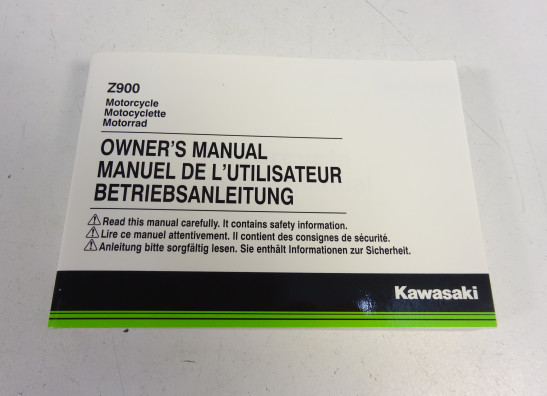 Z900
Motorcycle
Motocyclette
Motorrad
OWNER'S MANUAL
MANUEL DE L'UTILISATEUR
BETRIEBSANLEITUNG
Read this manual carefully. It contains safety information.
Lire ce manuel attentivement. Il contient des consignes de sécurité.
Anleitung bitte sorgfältig lesen. Sie enthält Informationen zur Sicherheit.
Kawasaki